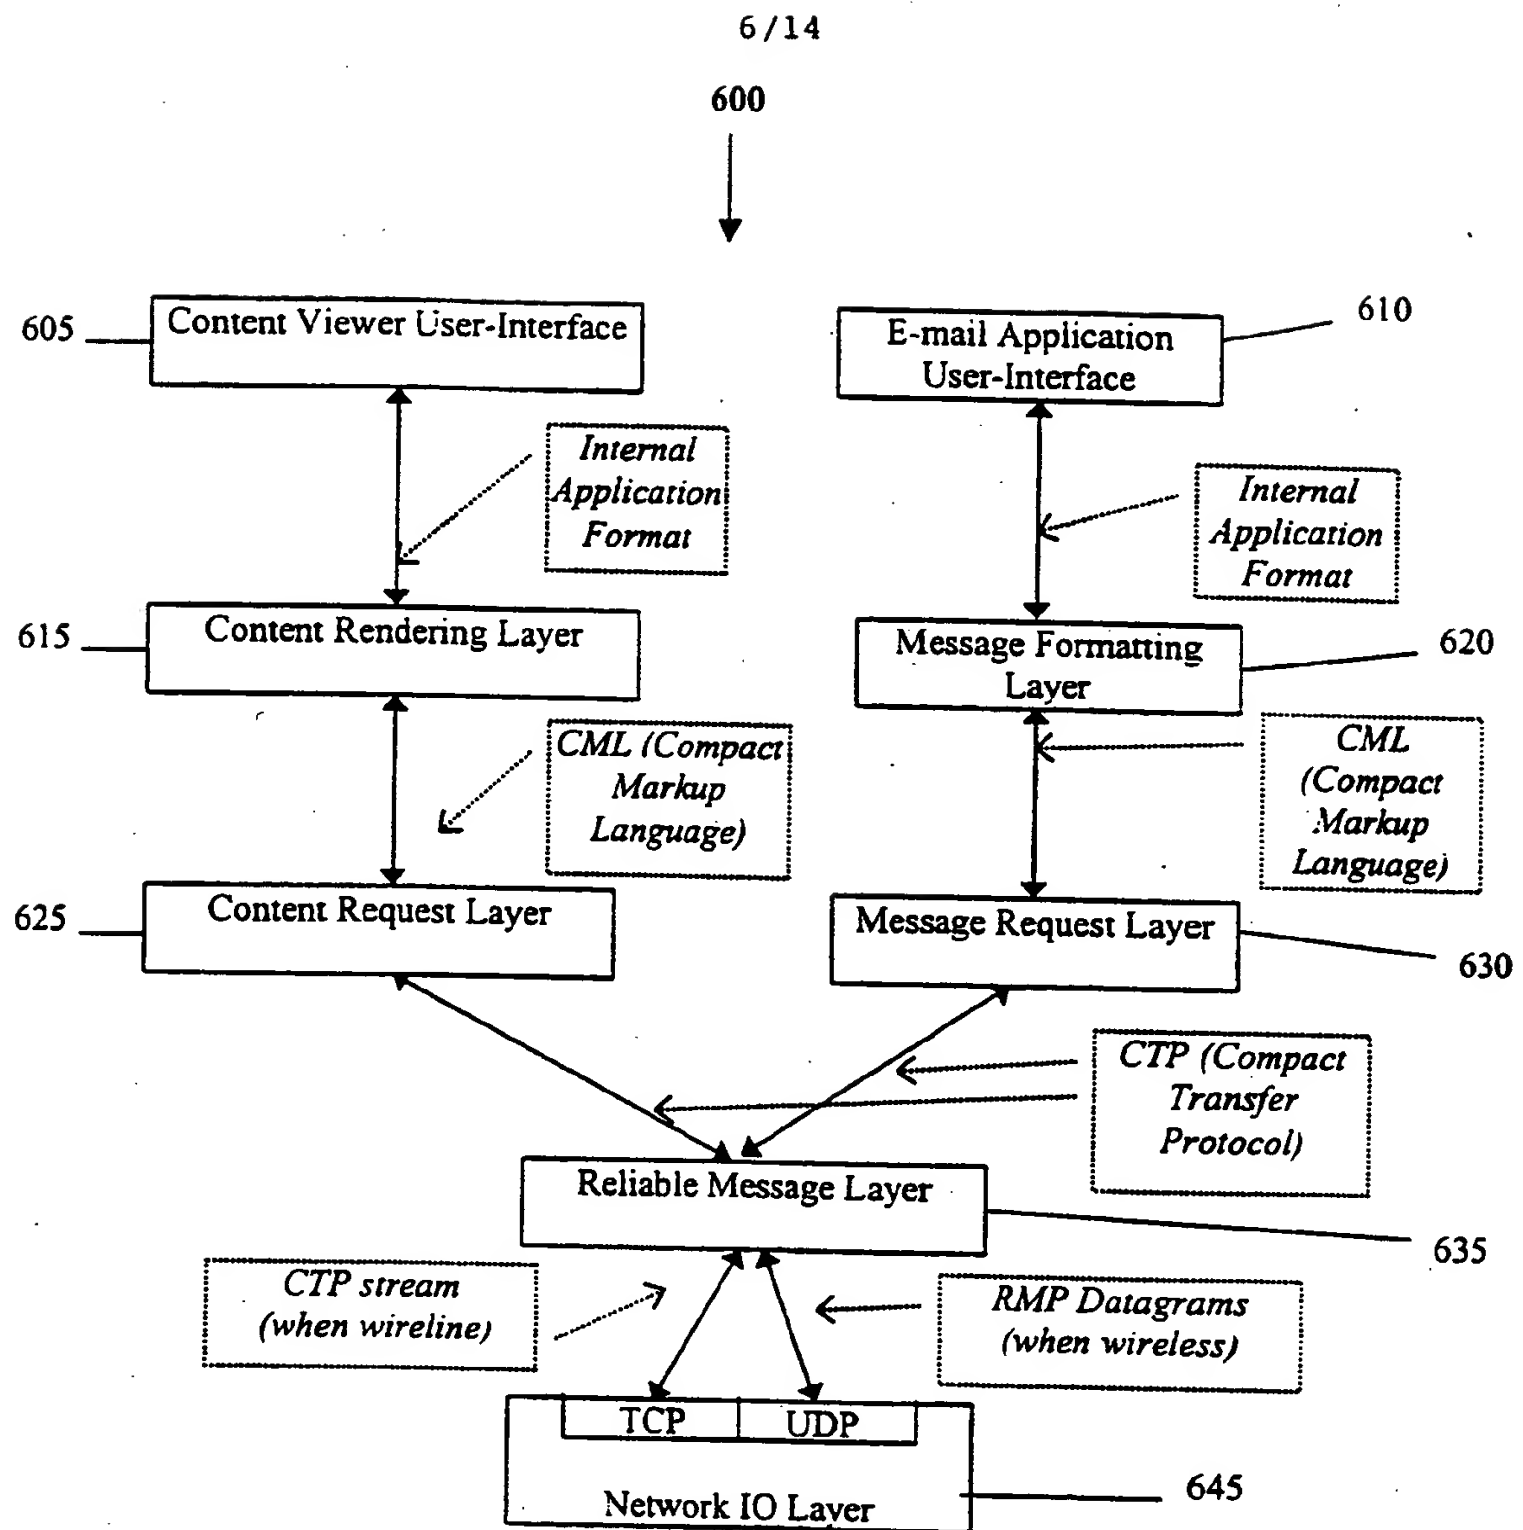 6/14
600
605
Content Viewer User-Interface
610
E-mail Application
User-Interface
Internal
Application
Format
Internal
Application
Format
615
Content Rendering Layer
620
Message Formatting
Layer
CML (Compact
Markup
Language)
CML
(Compact
Markup
Language)
625
Content Request Layer
Message Request Layer
630
CTP (Compact
Transfer
Protocol)
Reliable Message Layer
635
CTP stream
(when wireline)
RMP Datagrams
(when wireless)
TCP
UDP
645
Network IO Layer